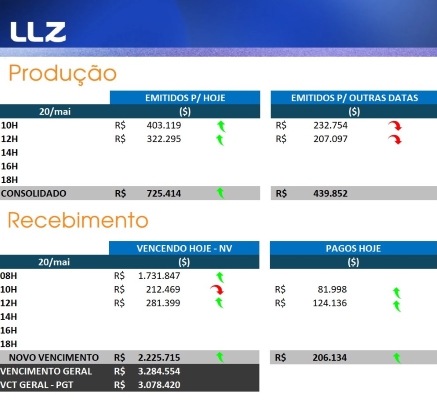 LLZ
Produção
EMITIDOS P/ HOJE EMITIDOS P/ OUTRAS DATAS
20/mai ($) ($)
10H R$ 403.119 R$ 232.754
12H R$ 322.295 R$ 207.097
14H
16H
18H
CONSOLIDADO R$ 725.414 R$ 439.852
Recebimento
VENCENDO HOJE - NV PAGOS HOJE
20/mai ($) ($)
08H R$ 1.731.847
10H R$ 212.469 R$ 81.998
12H R$ 281.399 R$ 124.136
14H
16H
18H
NOVO VENCIMENTO R$ 2.225.715 R$ 206.134
VENCIMENTO GERAL R$ 3.284.554
VCT GERAL - PGT R$ 3.078.420